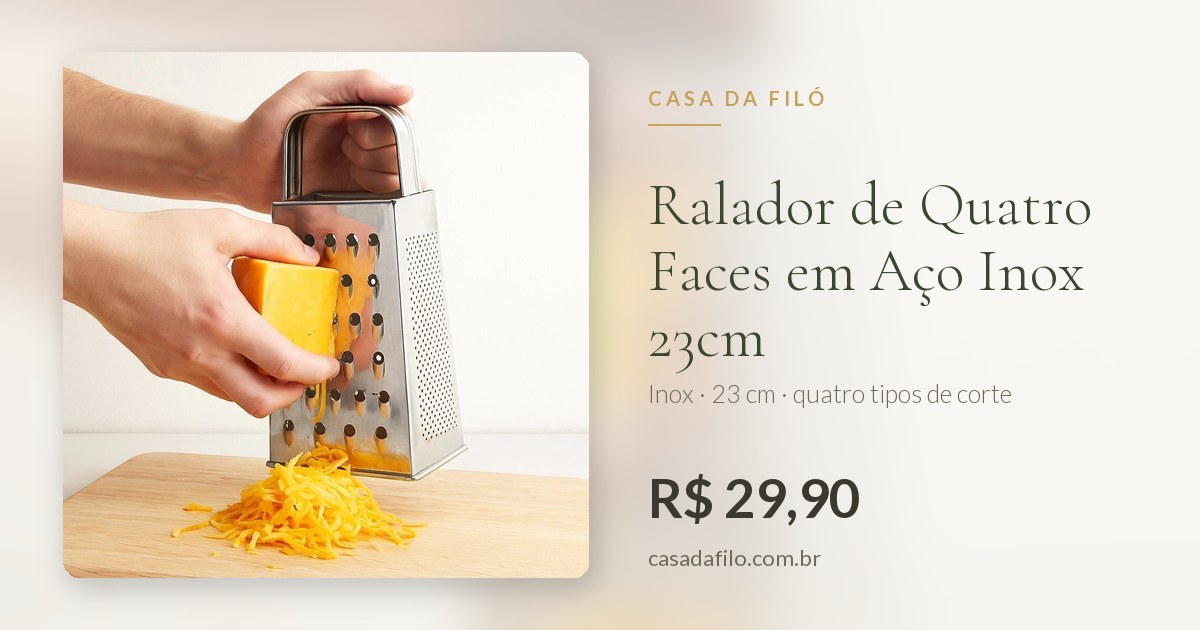 CASA DA FILÓ
Ralador de Quatro
Faces em Aço Inox
23cm
Inox · 23 cm · quatro tipos de corte
R$ 29,90
casadafilo.com.br